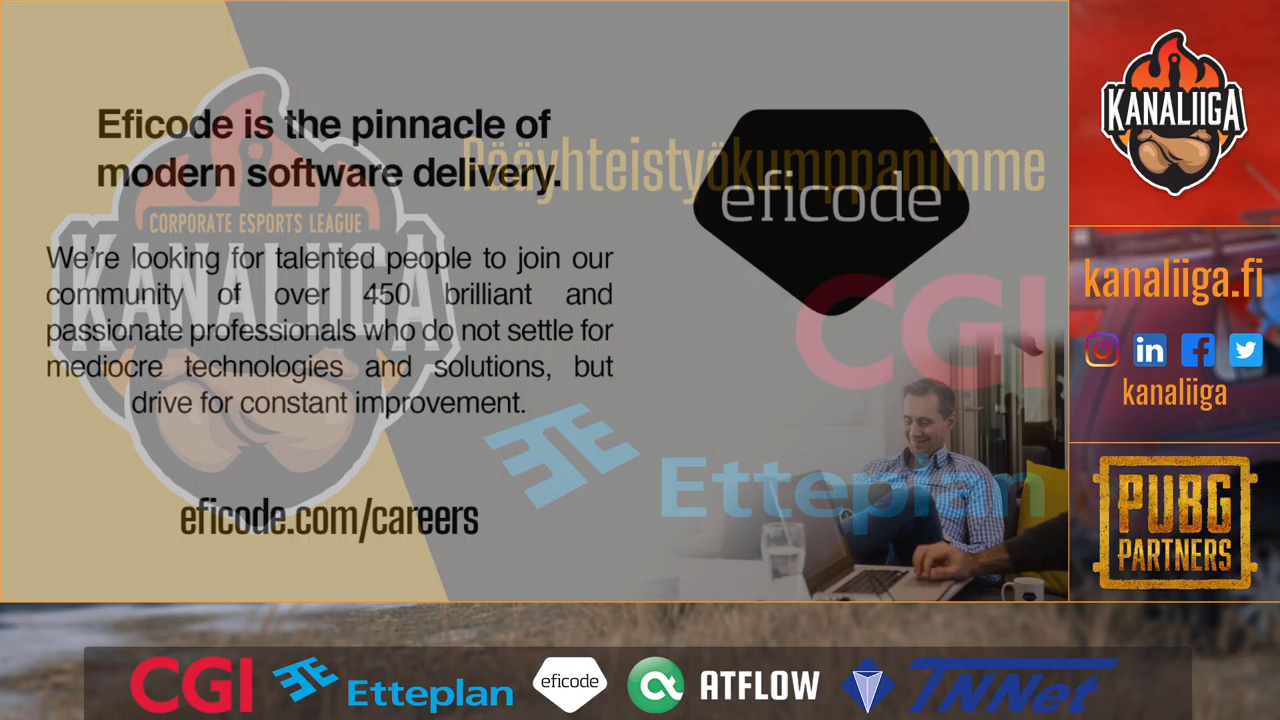 Eficode is the pinnacle of
modern software delivery.
Pääyhteistyökumppanimme
eficode
CORPORATE ESPORTS LEAGUE
KANALIIGA
We're looking for talented people to join our
community of over 450 brilliant and
passionate professionals who do not settle for
mediocre technologies and solutions, but
drive for constant improvement.
CGI
Etteplan
eficode.com/careers
KANALIIGA
kanaliiga.fi
kanaliiga
PUBG
PARTNERS
CGI
Etteplan
eficode
ATFLOW
TNNet